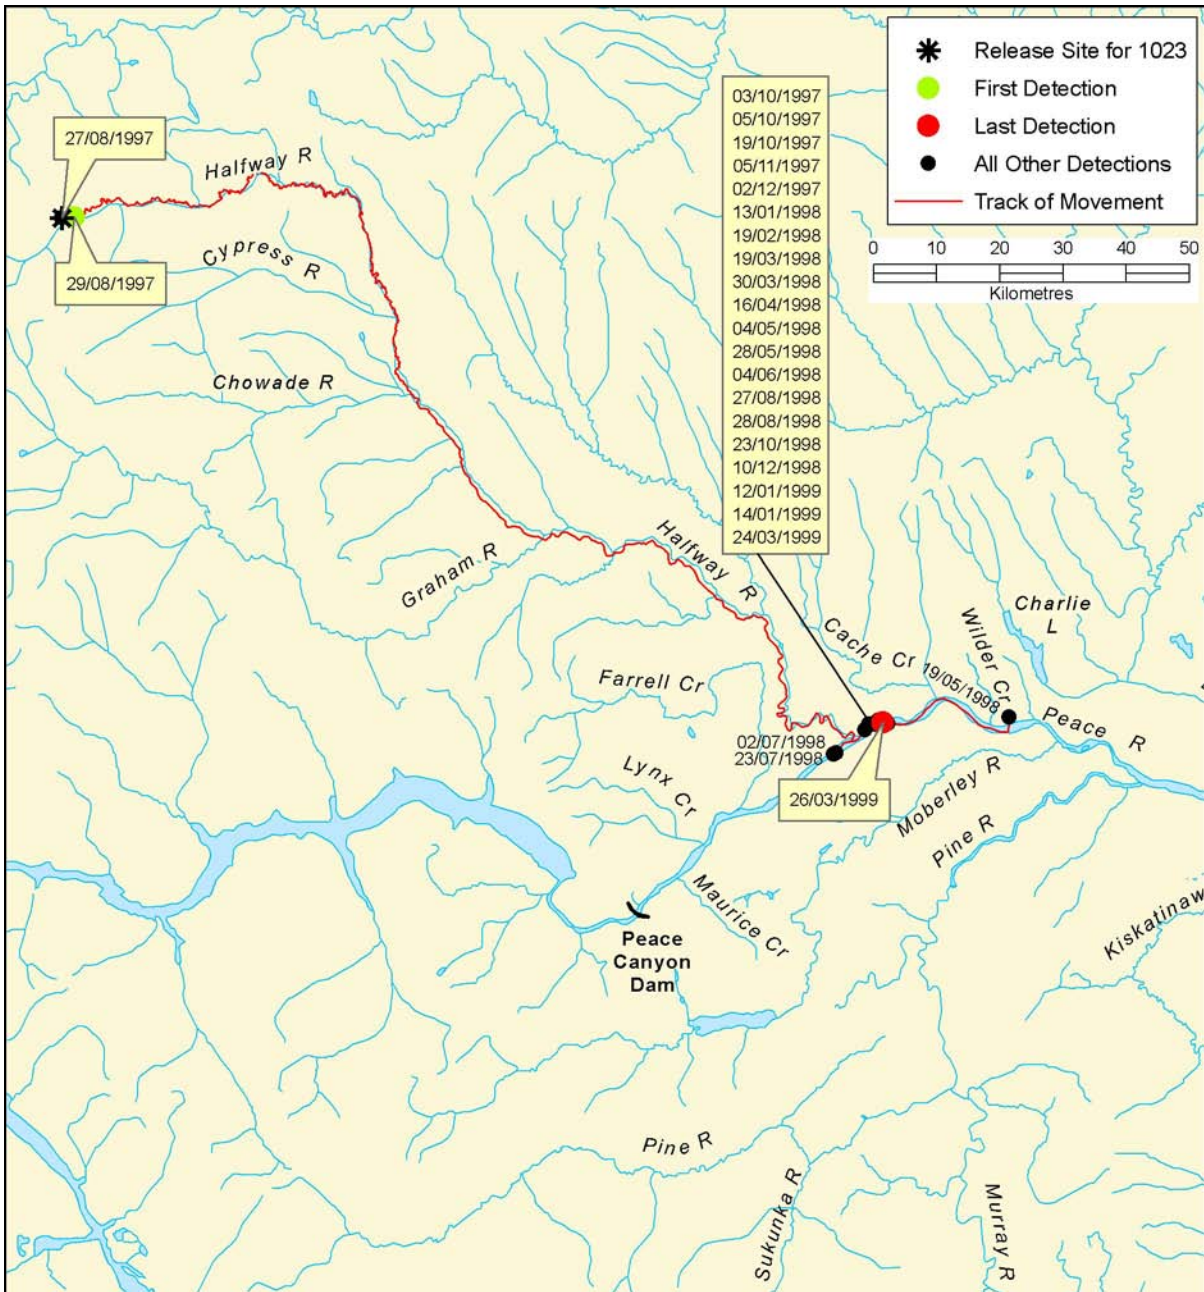 Release Site for 1023
First Detection
Last Detection
All Other Detections
Track of Movement
0 10 20 30 40 50
Kilometres
03/10/1997
05/10/1997
19/10/1997
05/11/1997
02/12/1997
13/01/1998
19/02/1998
19/03/1998
30/03/1998
16/04/1998
04/05/1998
28/05/1998
04/06/1998
27/08/1998
28/08/1998
23/10/1998
10/12/1998
12/01/1999
14/01/1999
24/03/1999
27/08/1997
Halfway R
Cypress R
29/08/1997
Chowade R
Graham R
Halfway R
Charlie
L
Wilder Cr
Cache Cr
19/05/1998
Farrell Cr
Peace R
02/07/1998
23/07/1998
Lynx Cr
26/03/1999
Moberley R
Pine R
Maurice Cr
Kiskatinaw
Peace
Canyon
Dam
Pine R
Sukunka R
Murray R